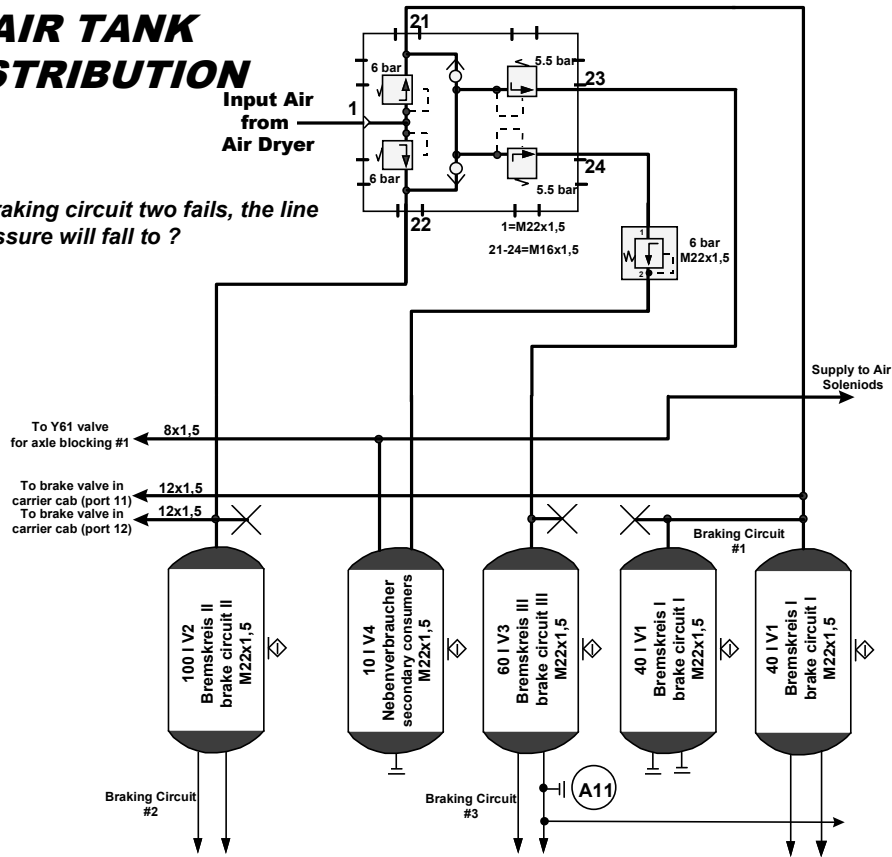 AIR TANK
STRIBUTION
raking circuit two fails, the line
ssure will fall to ?
Input Air
from
Air Dryer
1
21
6 bar
5.5 bar
23
24
6 bar
5.5 bar
22
1=M22x1,5
21-24=M16x1,5
1
2
6 bar
M22x1,5
Supply to Air
Soleniods
To Y61 valve
for axle blocking #1
8x1,5
To brake valve in
carrier cab (port 11)
12x1,5
To brake valve in
carrier cab (port 12)
12x1,5
Braking Circuit
#1
100 l V2
Bremskreis II
brake circuit II
M22x1,5
10 l V4
Nebenverbraucher
secondary consumers
M22x1,5
60 l V3
Bremskreis III
brake circuit III
M22x1,5
40 l V1
Bremskreis I
brake circuit I
M22x1,5
40 l V1
Bremskreis I
brake circuit I
M22x1,5
Braking Circuit
#2
Braking Circuit
#3
A11